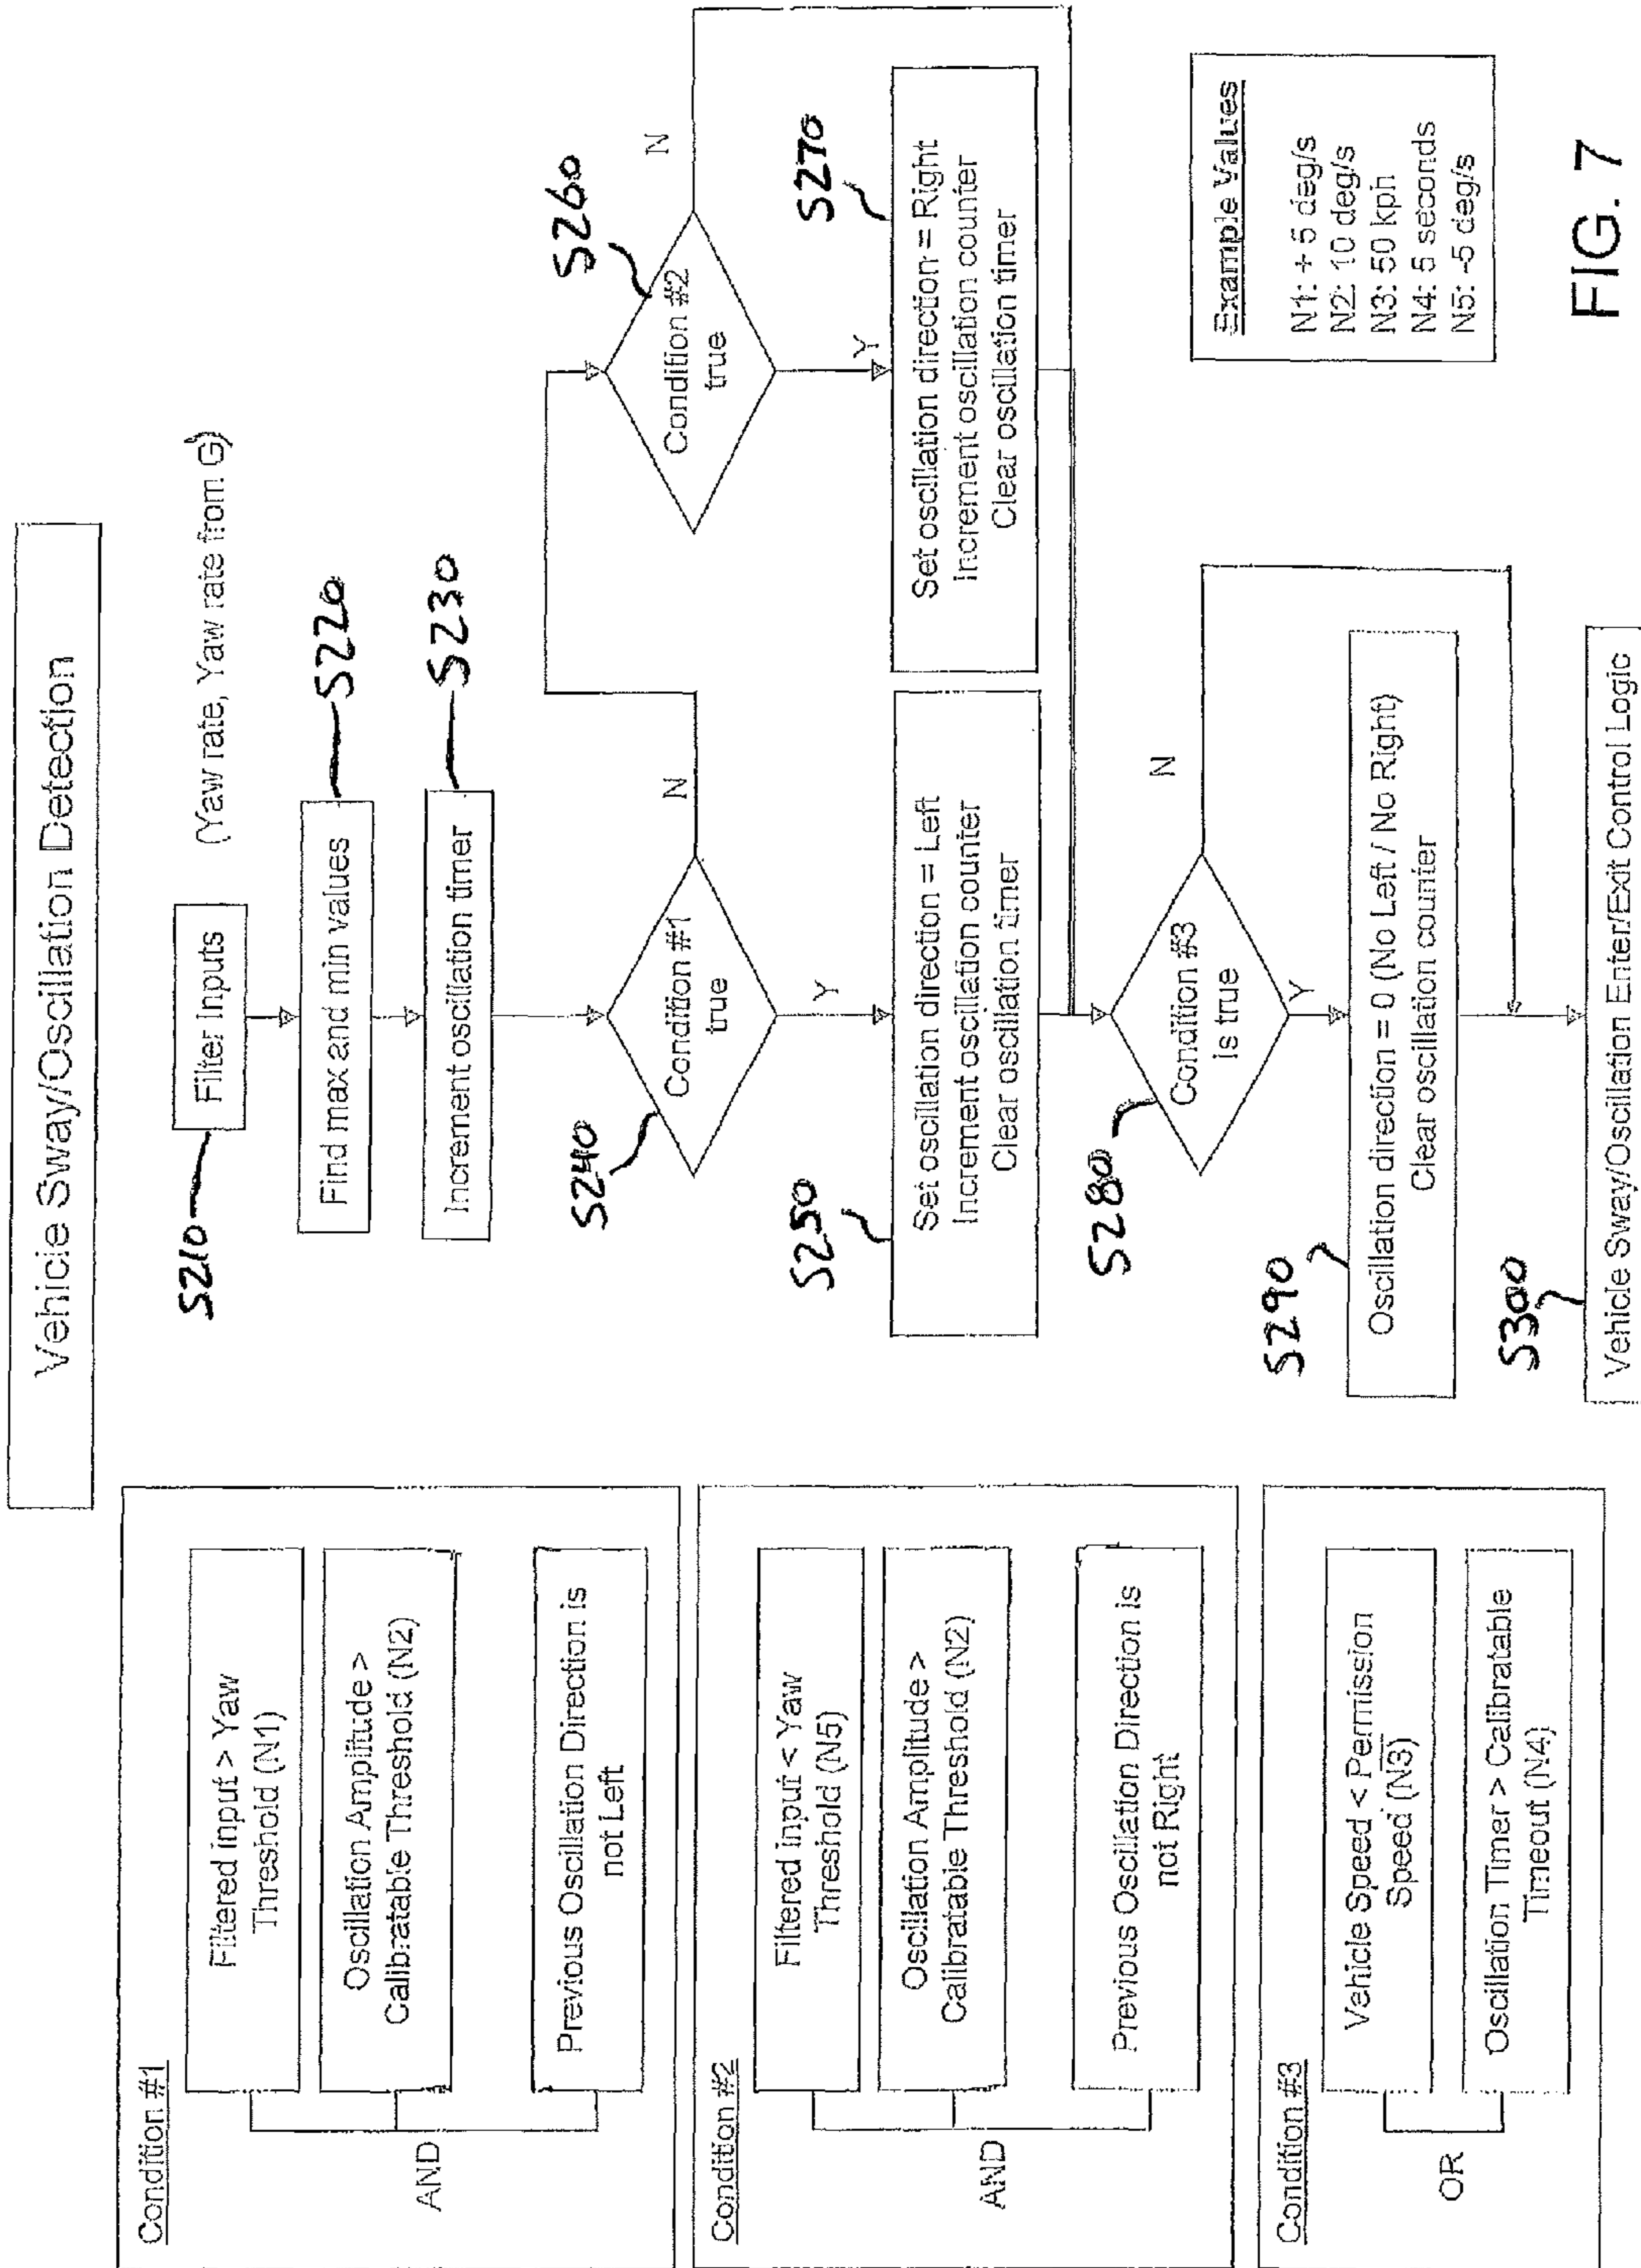 Vehicle Sway/Oscillation Detection
Condition #1
AND
Filtered input > Yaw
Threshold (N1)
Oscillation Amplitude >
Calibratable Threshold (N2)
Previous Oscillation Direction is
not Left
Condition #2
AND
Filtered input < Yaw
Threshold (N5)
Oscillation Amplitude >
Calibratable Threshold (N2)
Previous Oscillation Direction is
not Right
Condition #3
OR
Vehicle Speed < Permission
Speed (N3)
Oscillation Timer > Calibratable
Timeout (N4)
S210
Filter Inputs
(Yaw rate, Yaw rate from G)
Find max and min values
S220
Increment oscillation timer
S230
S240
Condition #1
true
N
Y
S250
Set oscillation direction = Left
Increment oscillation counter
Clear oscillation timer
S260
Condition #2
true
N
Y
S270
Set oscillation direction = Right
Increment oscillation counter
Clear oscillation timer
S280
Condition #3
is true
N
Y
S290
Oscillation direction = 0 (No Left / No Right)
Clear oscillation counter
S300
Vehicle Sway/Oscillation Enter/Exit Control Logic
Example Values
N1: + 5 deg/s
N2: 10 deg/s
N3: 50 kph
N4: 5 seconds
N5: -5 deg/s
FIG. 7